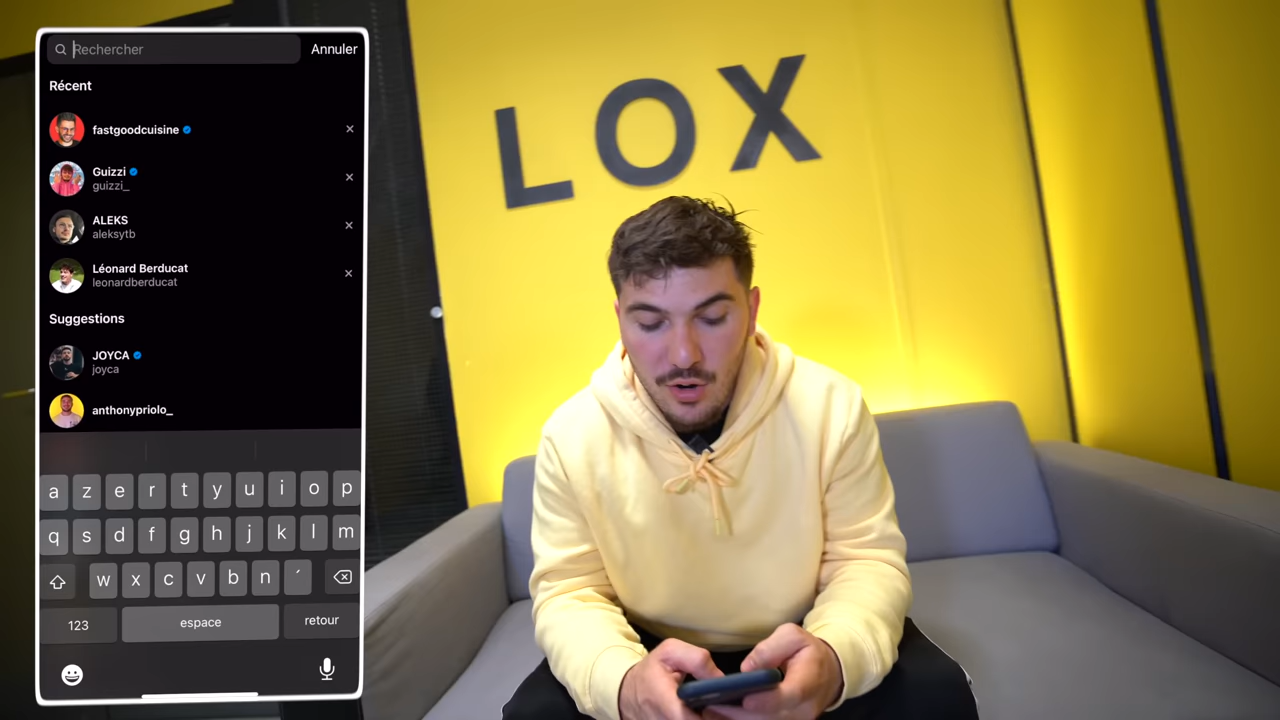 Rechercher
Annuler
Récent
fastgoodcuisine
Guizzi
guizzi_
ALEKS
aleksytb
Léonard Berducat
leonardberducat
Suggestions
JOYCA
joyca
anthonypriolo_
a z e r t y u i o p
q s d f g h j k l m
w x c v b n ´
123 espace retour
LOX